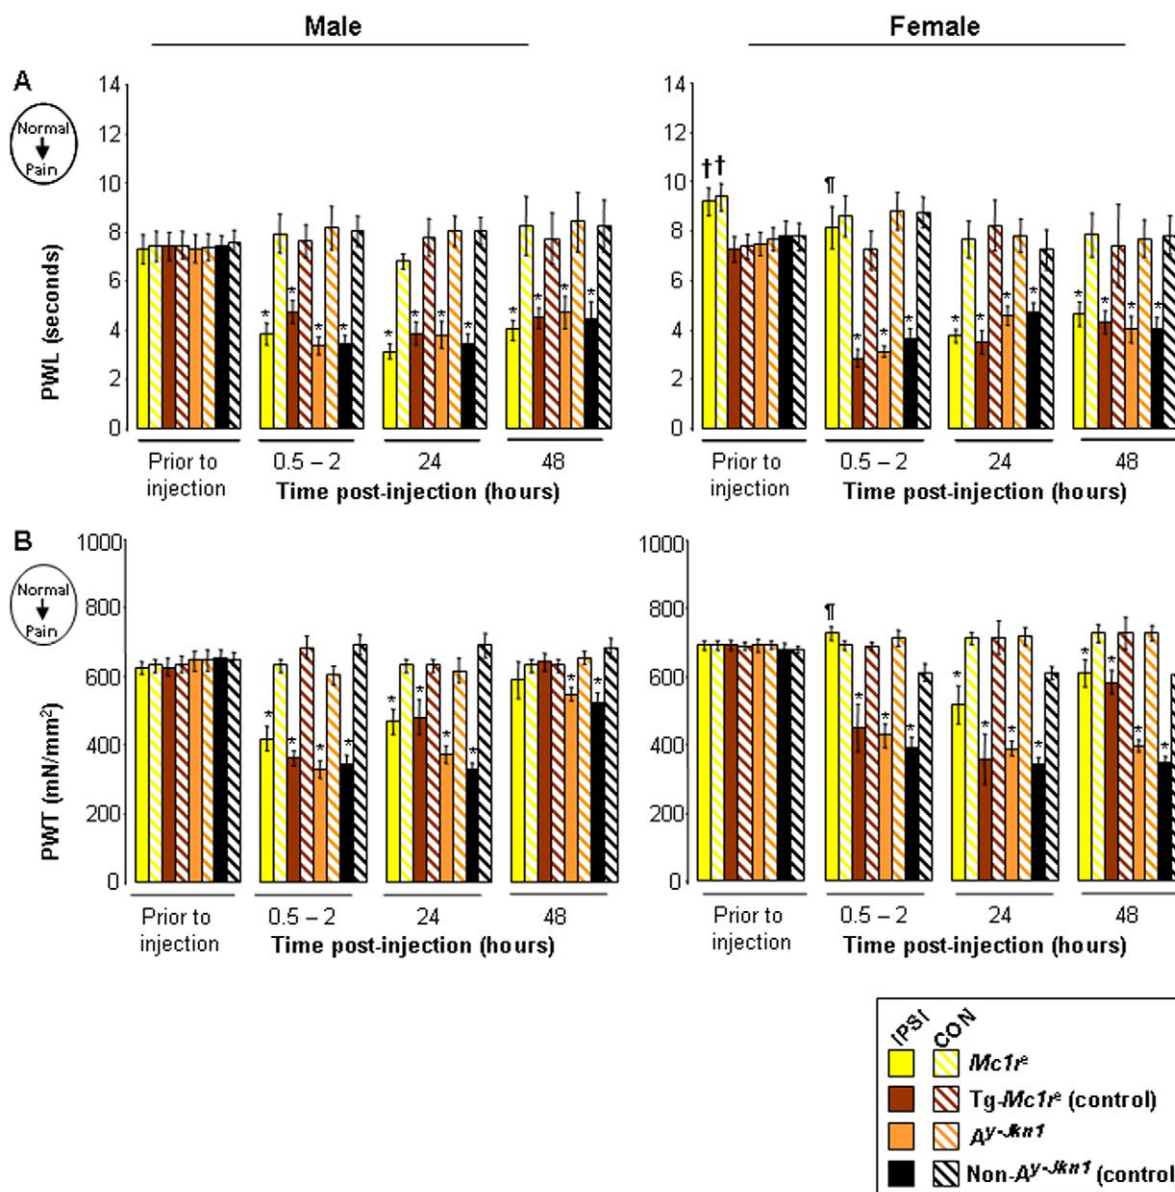 Male Female
A
Normal
Pain
PWL (seconds)
14
12
10
8
6
4
2
0
* * * *
* * * *
* * * *
Prior to injection
0.5 – 2
24
48
Time post-injection (hours)
14
12
10
8
6
4
2
0
† †
¶
* * *
* * * *
* * * *
Prior to injection
0.5 – 2
24
48
Time post-injection (hours)
B
Normal
Pain
PWT (mN/mm²)
1000
800
600
400
200
0
* * * *
* * * *
* *
Prior to injection
0.5 – 2
24
48
Time post-injection (hours)
1000
800
600
400
200
0
¶
* * *
* * * *
* * * *
Prior to injection
0.5 – 2
24
48
Time post-injection (hours)
IPSI CON
Mc1rᵉ
Tg-Mc1rᵉ (control)
Aʸ⁻ᴶᵏⁿ¹
Non-Aʸ⁻ᴶᵏⁿ¹ (control